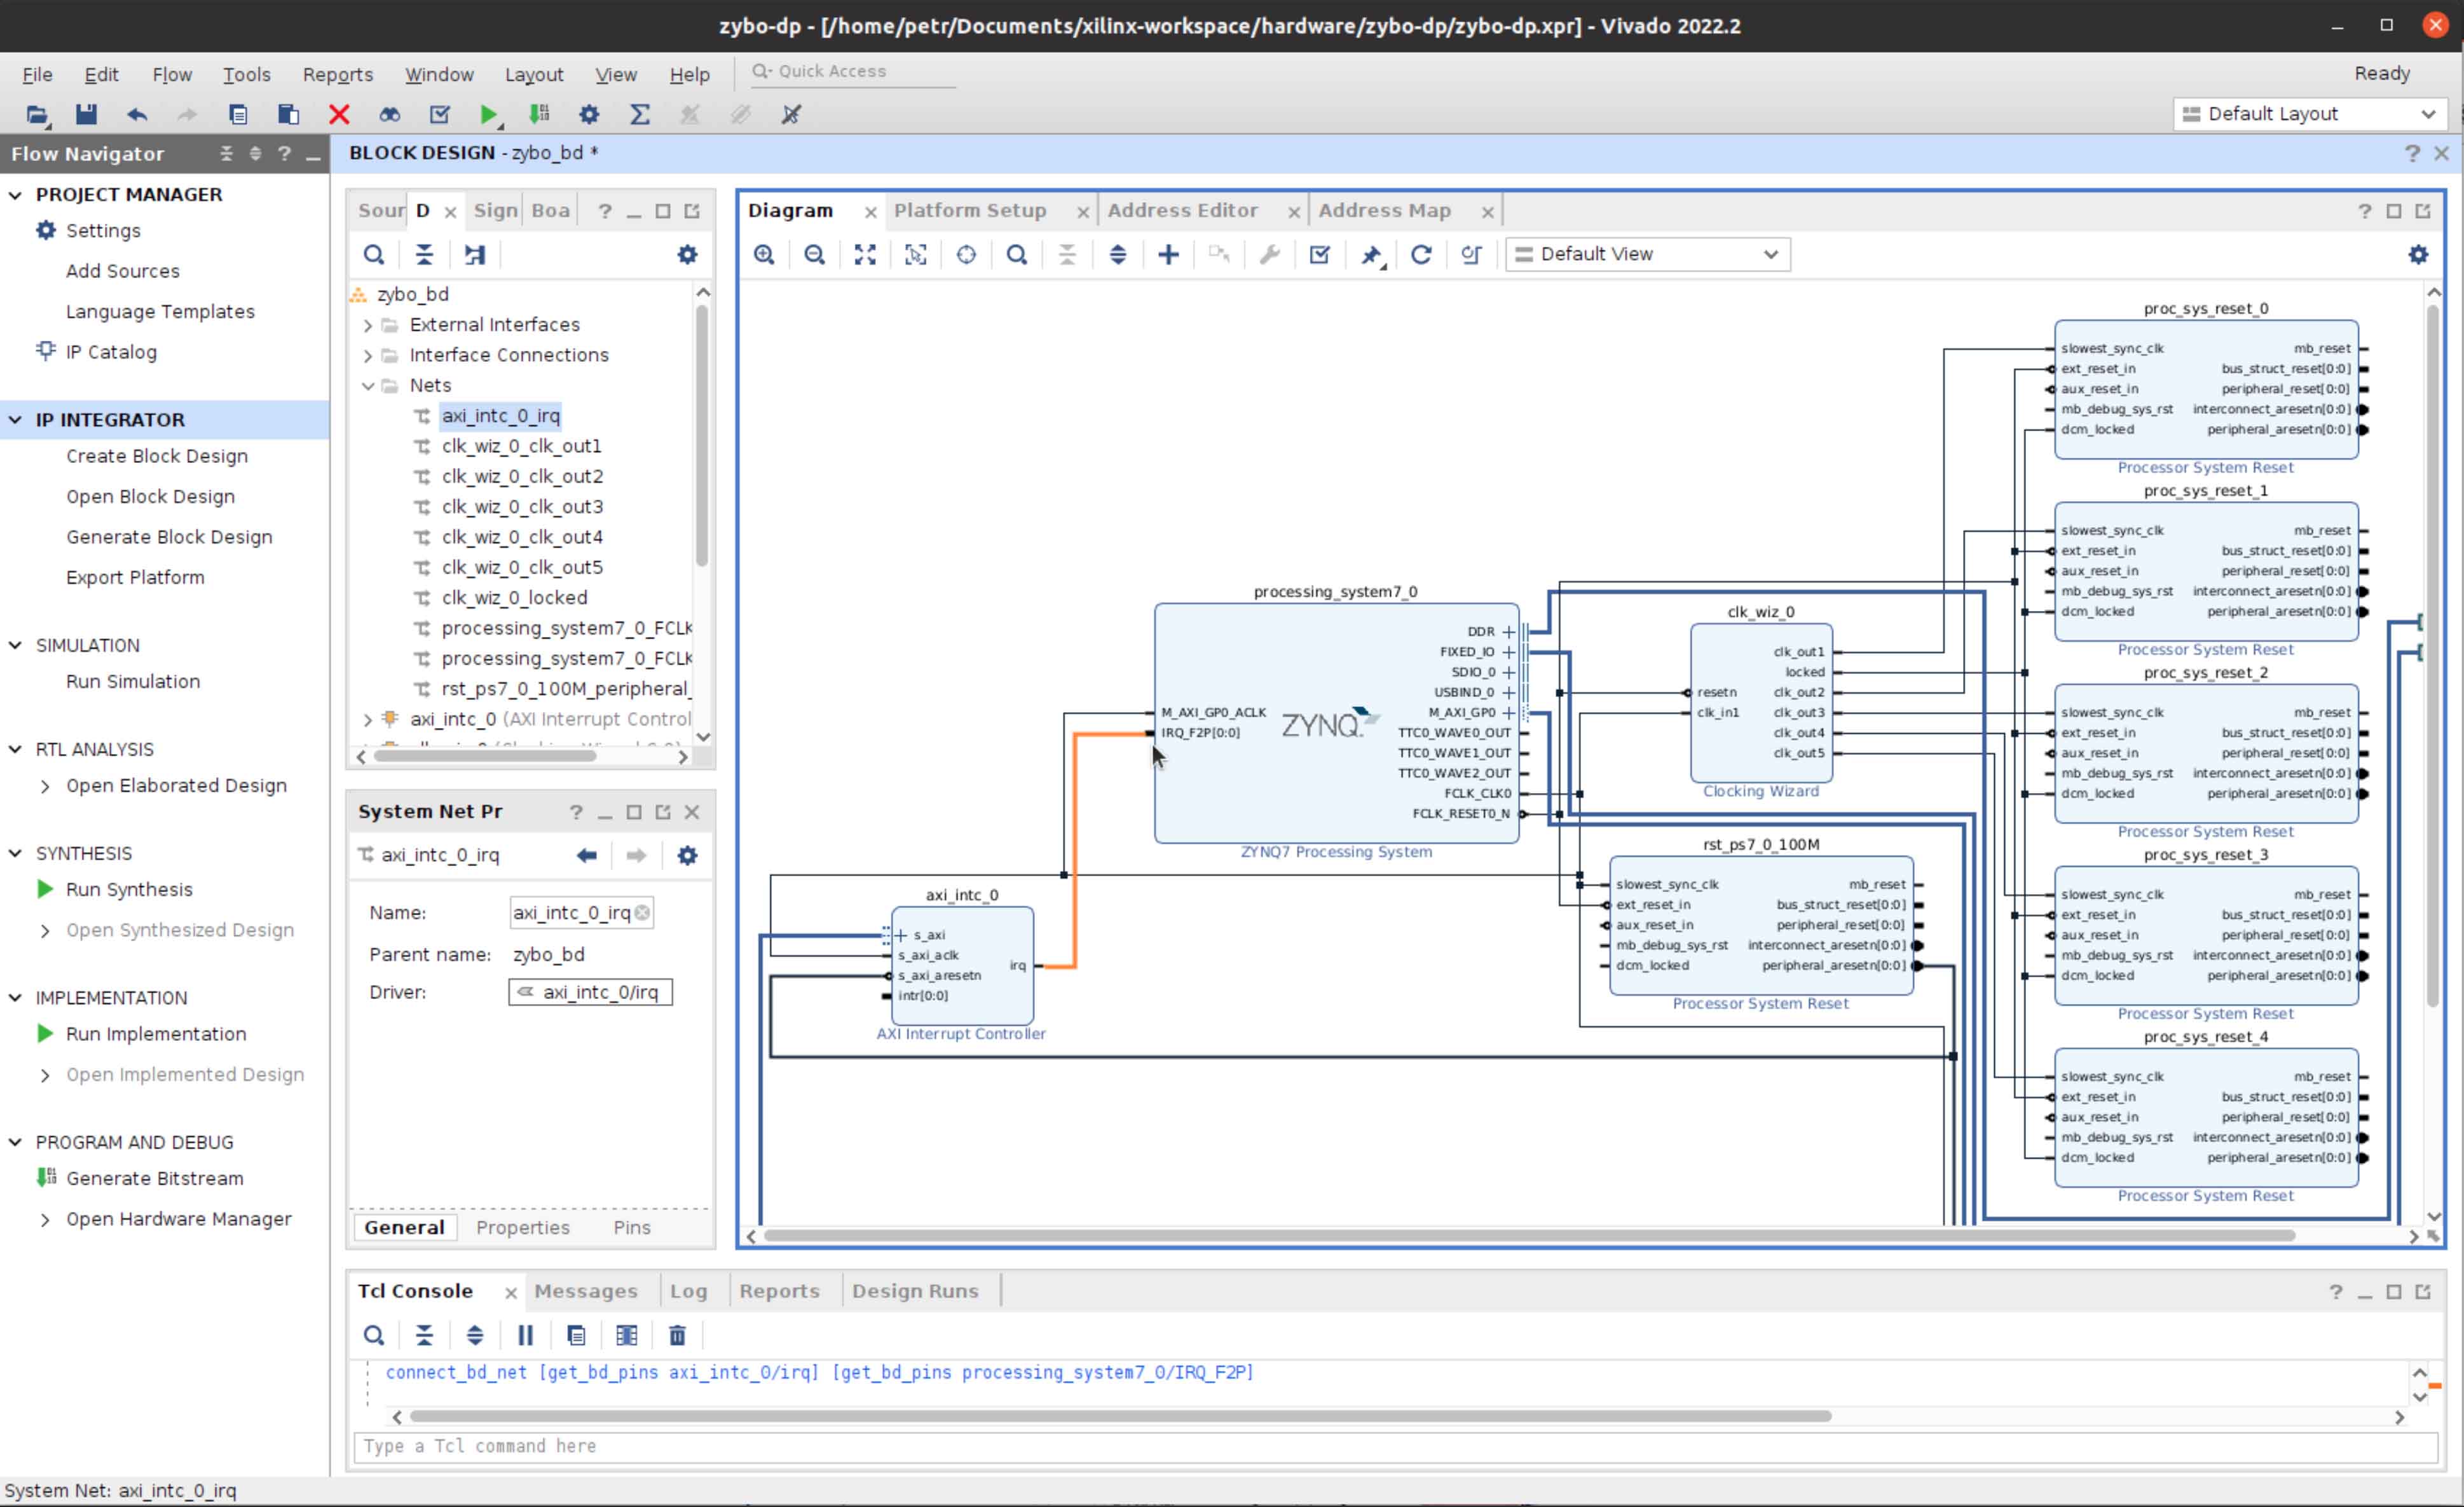 zybo-dp - [/home/petr/Documents/xilinx-workspace/hardware/zybo-dp/zybo-dp.xpr] - Vivado 2022.2
File Edit Flow Tools Reports Window Layout View Help Quick Access Ready
Default Layout
Flow Navigator
PROJECT MANAGER
Settings
Add Sources
Language Templates
IP Catalog
IP INTEGRATOR
Create Block Design
Open Block Design
Generate Block Design
Export Platform
SIMULATION
Run Simulation
RTL ANALYSIS
Open Elaborated Design
SYNTHESIS
Run Synthesis
Open Synthesized Design
IMPLEMENTATION
Run Implementation
Open Implemented Design
PROGRAM AND DEBUG
Generate Bitstream
Open Hardware Manager
BLOCK DESIGN - zybo_bd *
Sour D Sign Boa
zybo_bd
External Interfaces
Interface Connections
Nets
axi_intc_0_irq
clk_wiz_0_clk_out1
clk_wiz_0_clk_out2
clk_wiz_0_clk_out3
clk_wiz_0_clk_out4
clk_wiz_0_clk_out5
clk_wiz_0_locked
processing_system7_0_FCLK
processing_system7_0_FCLK
rst_ps7_0_100M_peripheral_
axi_intc_0 (AXI Interrupt Control
System Net Pr
axi_intc_0_irq
Name: axi_intc_0_irq
Parent name: zybo_bd
Driver: axi_intc_0/irq
General Properties Pins
Diagram Platform Setup Address Editor Address Map
Default View
axi_intc_0
s_axi
s_axi_aclk
s_axi_aresetn
intr[0:0]
irq
AXI Interrupt Controller
processing_system7_0
M_AXI_GP0_ACLK
IRQ_F2P[0:0]
ZYNQ
DDR
FIXED_IO
SDIO_0
USBIND_0
M_AXI_GP0
TTC0_WAVE0_OUT
TTC0_WAVE1_OUT
TTC0_WAVE2_OUT
FCLK_CLK0
FCLK_RESET0_N
ZYNQ7 Processing System
clk_wiz_0
resetn
clk_in1
clk_out1
locked
clk_out2
clk_out3
clk_out4
clk_out5
Clocking Wizard
rst_ps7_0_100M
slowest_sync_clk mb_reset
ext_reset_in bus_struct_reset[0:0]
aux_reset_in peripheral_reset[0:0]
mb_debug_sys_rst interconnect_aresetn[0:0]
dcm_locked peripheral_aresetn[0:0]
Processor System Reset
proc_sys_reset_0
slowest_sync_clk mb_reset
ext_reset_in bus_struct_reset[0:0]
aux_reset_in peripheral_reset[0:0]
mb_debug_sys_rst interconnect_aresetn[0:0]
dcm_locked peripheral_aresetn[0:0]
Processor System Reset
proc_sys_reset_1
slowest_sync_clk mb_reset
ext_reset_in bus_struct_reset[0:0]
aux_reset_in peripheral_reset[0:0]
mb_debug_sys_rst interconnect_aresetn[0:0]
dcm_locked peripheral_aresetn[0:0]
Processor System Reset
proc_sys_reset_2
slowest_sync_clk mb_reset
ext_reset_in bus_struct_reset[0:0]
aux_reset_in peripheral_reset[0:0]
mb_debug_sys_rst interconnect_aresetn[0:0]
dcm_locked peripheral_aresetn[0:0]
Processor System Reset
proc_sys_reset_3
slowest_sync_clk mb_reset
ext_reset_in bus_struct_reset[0:0]
aux_reset_in peripheral_reset[0:0]
mb_debug_sys_rst interconnect_aresetn[0:0]
dcm_locked peripheral_aresetn[0:0]
Processor System Reset
proc_sys_reset_4
slowest_sync_clk mb_reset
ext_reset_in bus_struct_reset[0:0]
aux_reset_in peripheral_reset[0:0]
mb_debug_sys_rst interconnect_aresetn[0:0]
dcm_locked peripheral_aresetn[0:0]
Processor System Reset
Tcl Console Messages Log Reports Design Runs
connect_bd_net [get_bd_pins axi_intc_0/irq] [get_bd_pins processing_system7_0/IRQ_F2P]
Type a Tcl command here
System Net: axi_intc_0_irq